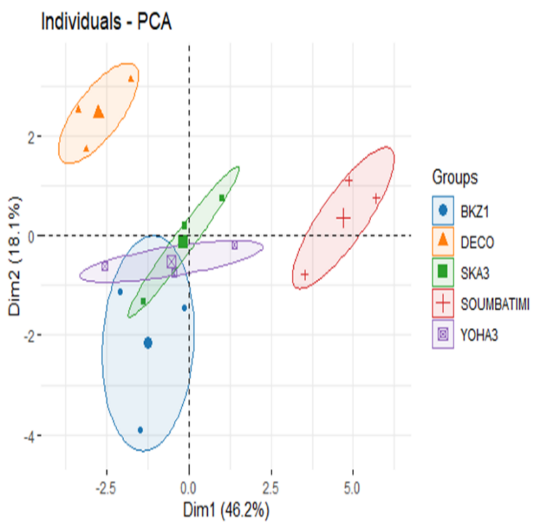 Individuals - PCA
Dim2 (18.1%)
2
0
-2
-4
-2.5
0.0
2.5
5.0
Dim1 (46.2%)
Groups
BKZ1
DECO
SKA3
SOUMBATIMI
YOHA3